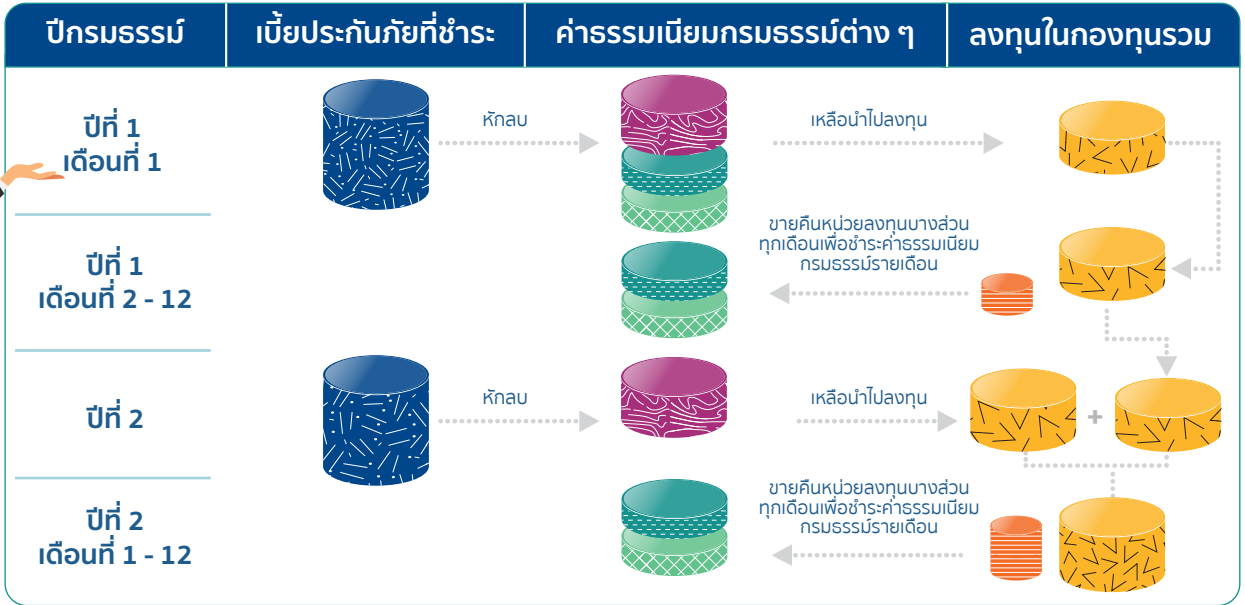 ปีกรมธรรม์
เบี้ยประกันภัยที่ชำระ
ค่าธรรมเนียมกรมธรรม์ต่าง ๆ
ลงทุนในกองทุนรวม
ปีที่ 1
เดือนที่ 1
หักลบ
เหลือนำไปลงทุน
ปีที่ 1
เดือนที่ 2 - 12
ขายคืนหน่วยลงทุนบางส่วน
ทุกเดือนเพื่อชำระค่าธรรมเนียม
กรมธรรม์รายเดือน
ปีที่ 2
หักลบ
เหลือนำไปลงทุน
+
ปีที่ 2
เดือนที่ 1 - 12
ขายคืนหน่วยลงทุนบางส่วน
ทุกเดือนเพื่อชำระค่าธรรมเนียม
กรมธรรม์รายเดือน